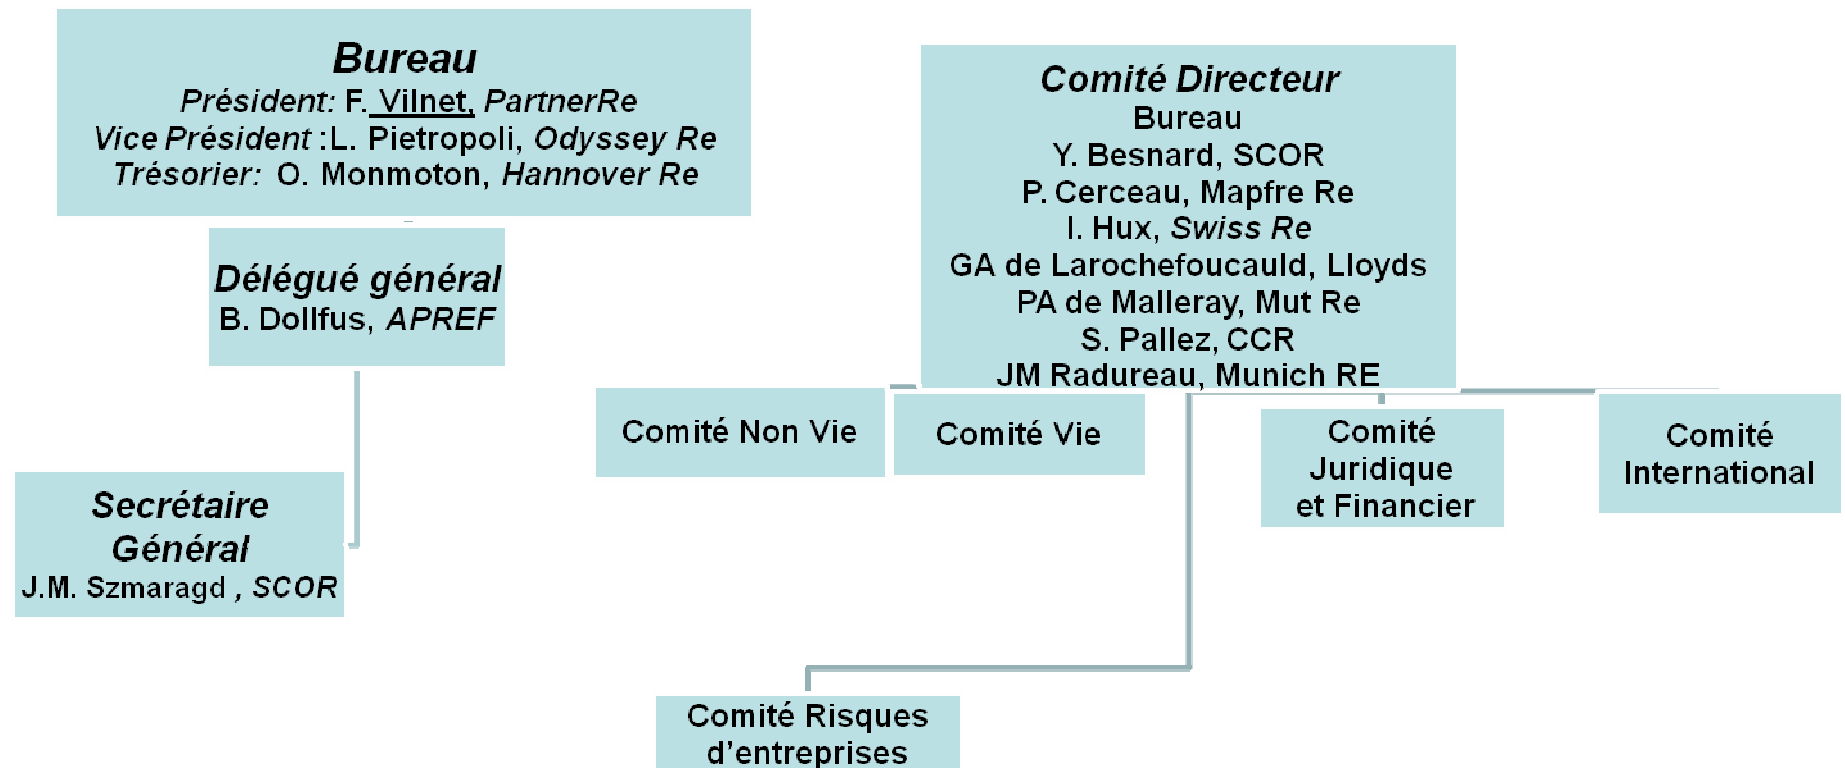 Bureau
Président: F. Vilnet, PartnerRe
Vice Président :L. Pietropoli, Odyssey Re
Trésorier: O. Monmoton, Hannover Re
Délégué général
B. Dollfus, APREF
Secrétaire
Général
J.M. Szmaragd , SCOR
Comité Directeur
Bureau
Y. Besnard, SCOR
P. Cerceau, Mapfre Re
I. Hux, Swiss Re
GA de Larochefoucauld, Lloyds
PA de Malleray, Mut Re
S. Pallez, CCR
JM Radureau, Munich RE
Comité Non Vie
Comité Vie
Comité
Juridique
et Financier
Comité
International
Comité Risques
d'entreprises